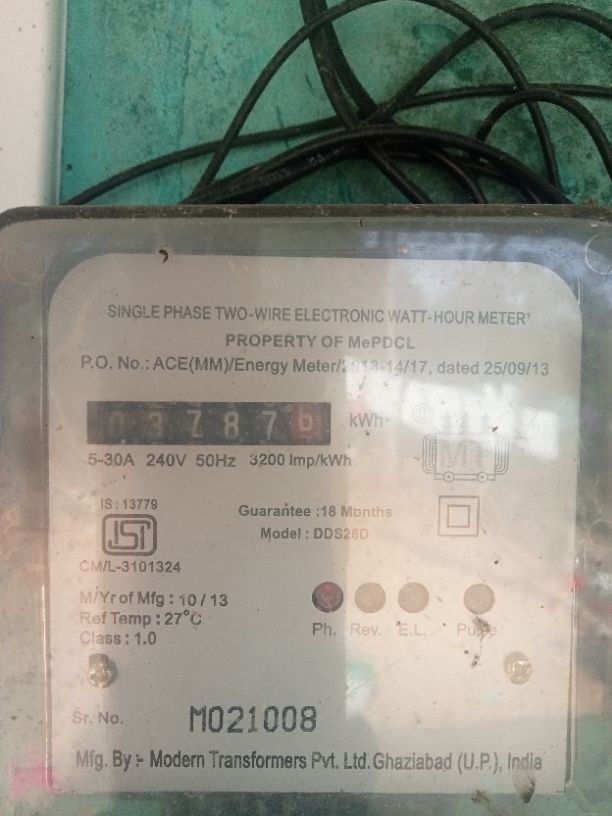 SINGLE PHASE TWO-WIRE ELECTRONIC WATT-HOUR METER
PROPERTY OF MePDCL
P.O. No.: ACE(MM)/Energy Meter/2013-14/17, dated 25/09/13
03787 kWh
5-30A 240V 50Hz 3200 Imp/kWh
IS : 13779
Guarantee :18 Months
Model : DDS26D
CM/L-3101324
M/Yr of Mfg : 10 / 13
Ref Temp : 27°C
Class : 1.0
Ph. Rev. E.L. Pulse
Sr. No. M021008
Mfg. By :- Modern Transformers Pvt. Ltd. Ghaziabad (U.P.), India